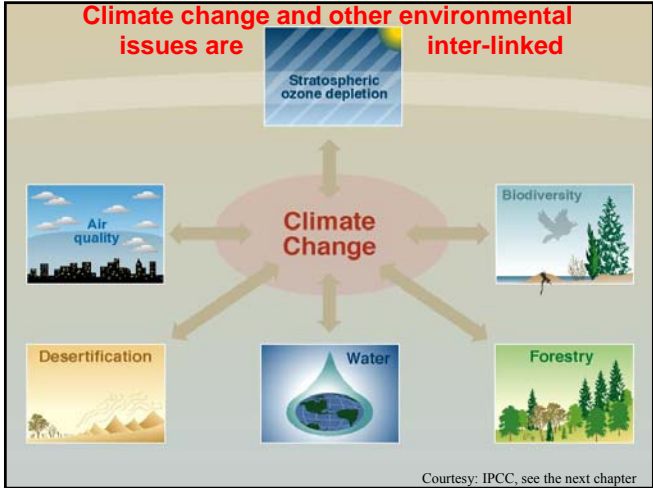 Climate change and other environmental
issues are inter-linked
Stratospheric
ozone depletion
Air
quality
Climate
Change
Biodiversity
Desertification
Water
Forestry
Courtesy: IPCC, see the next chapter